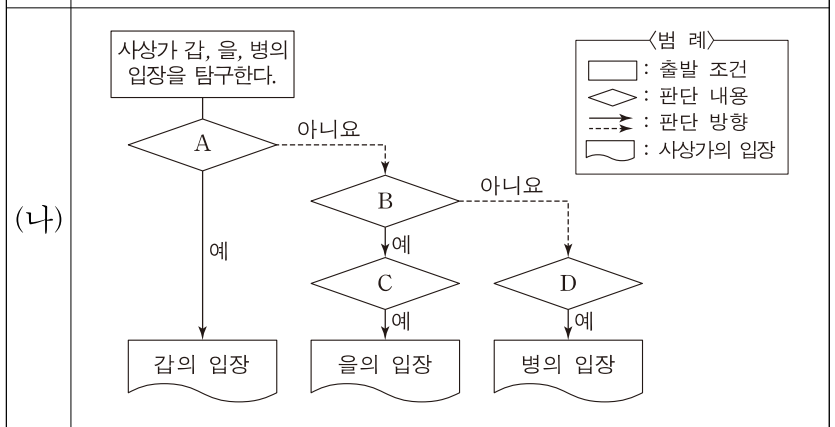 사상가 갑, 을, 병의
입장을 탐구한다.
〈범 례〉
: 출발 조건
: 판단 내용
: 판단 방향
: 사상가의 입장
A
아니요
B
아니요
(나)
예
예
C
D
예
예
갑의 입장
을의 입장
병의 입장